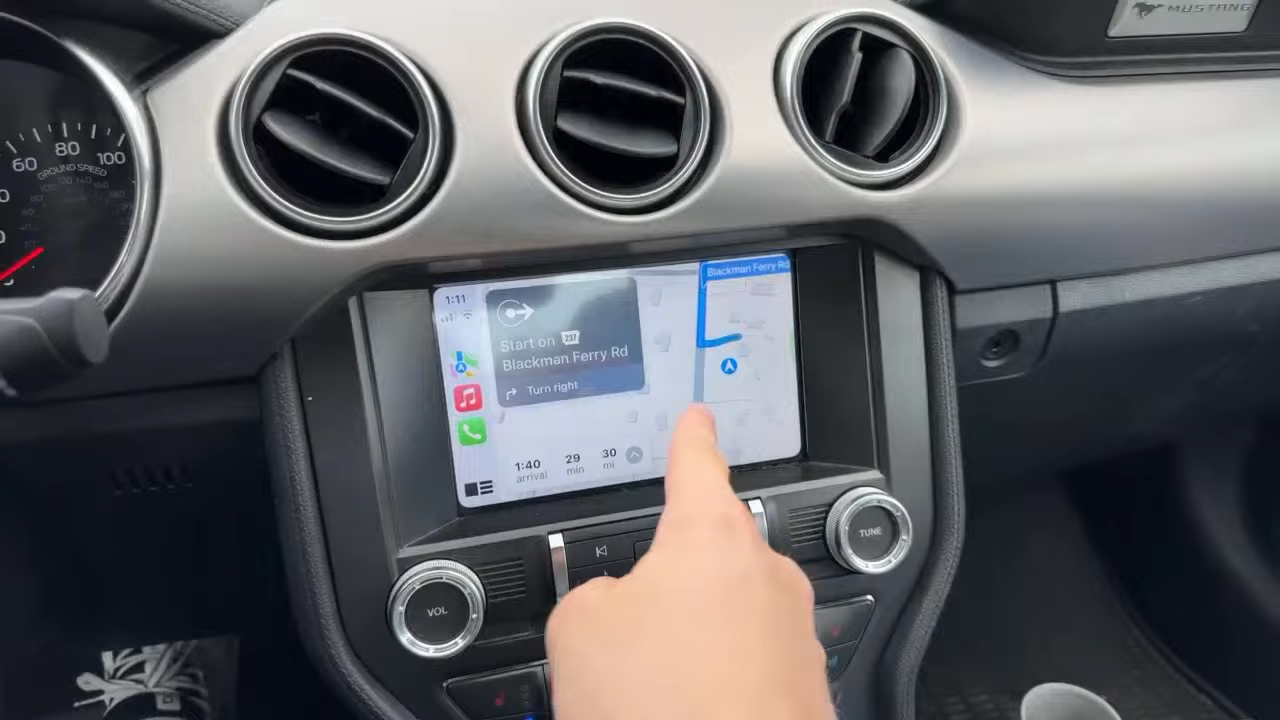 MUSTANG
60 80 100
GROUND SPEED
1:11
Start on 237
Blackman Ferry Rd
Turn right
Blackman Ferry Rd
1:40 29 30
arrival min mi
VOL
TUNE